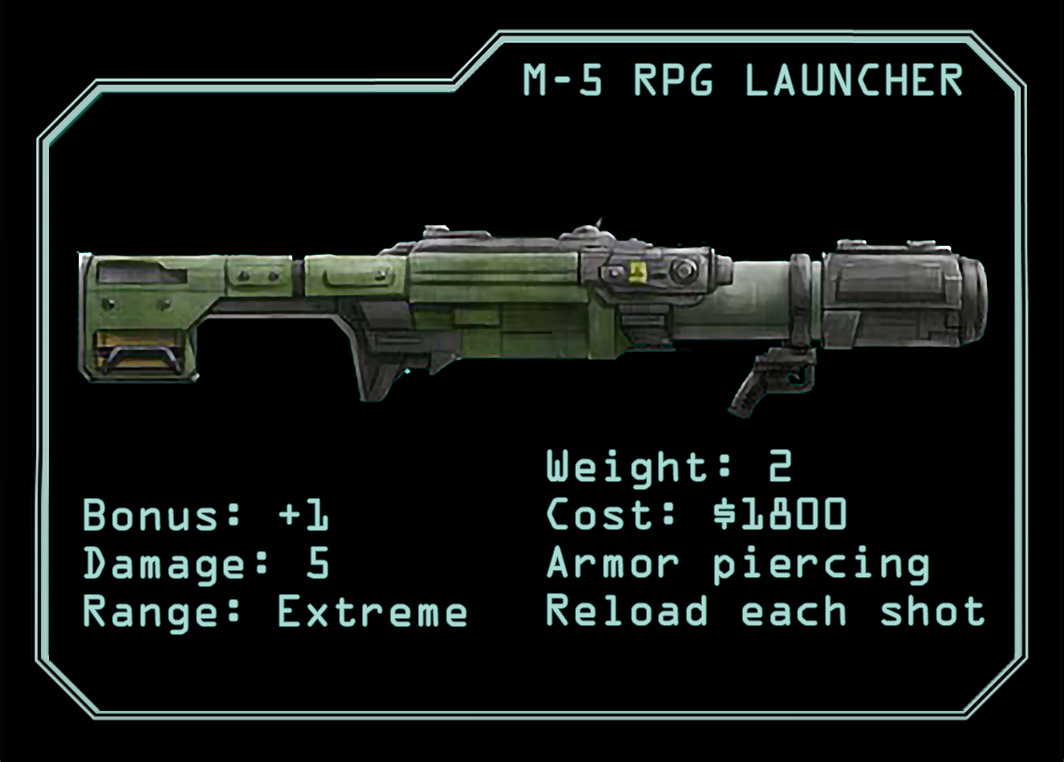 M-5 RPG LAUNCHER
Bonus: +1
Damage: 5
Range: Extreme
Weight: 2
Cost: $1800
Armor piercing
Reload each shot